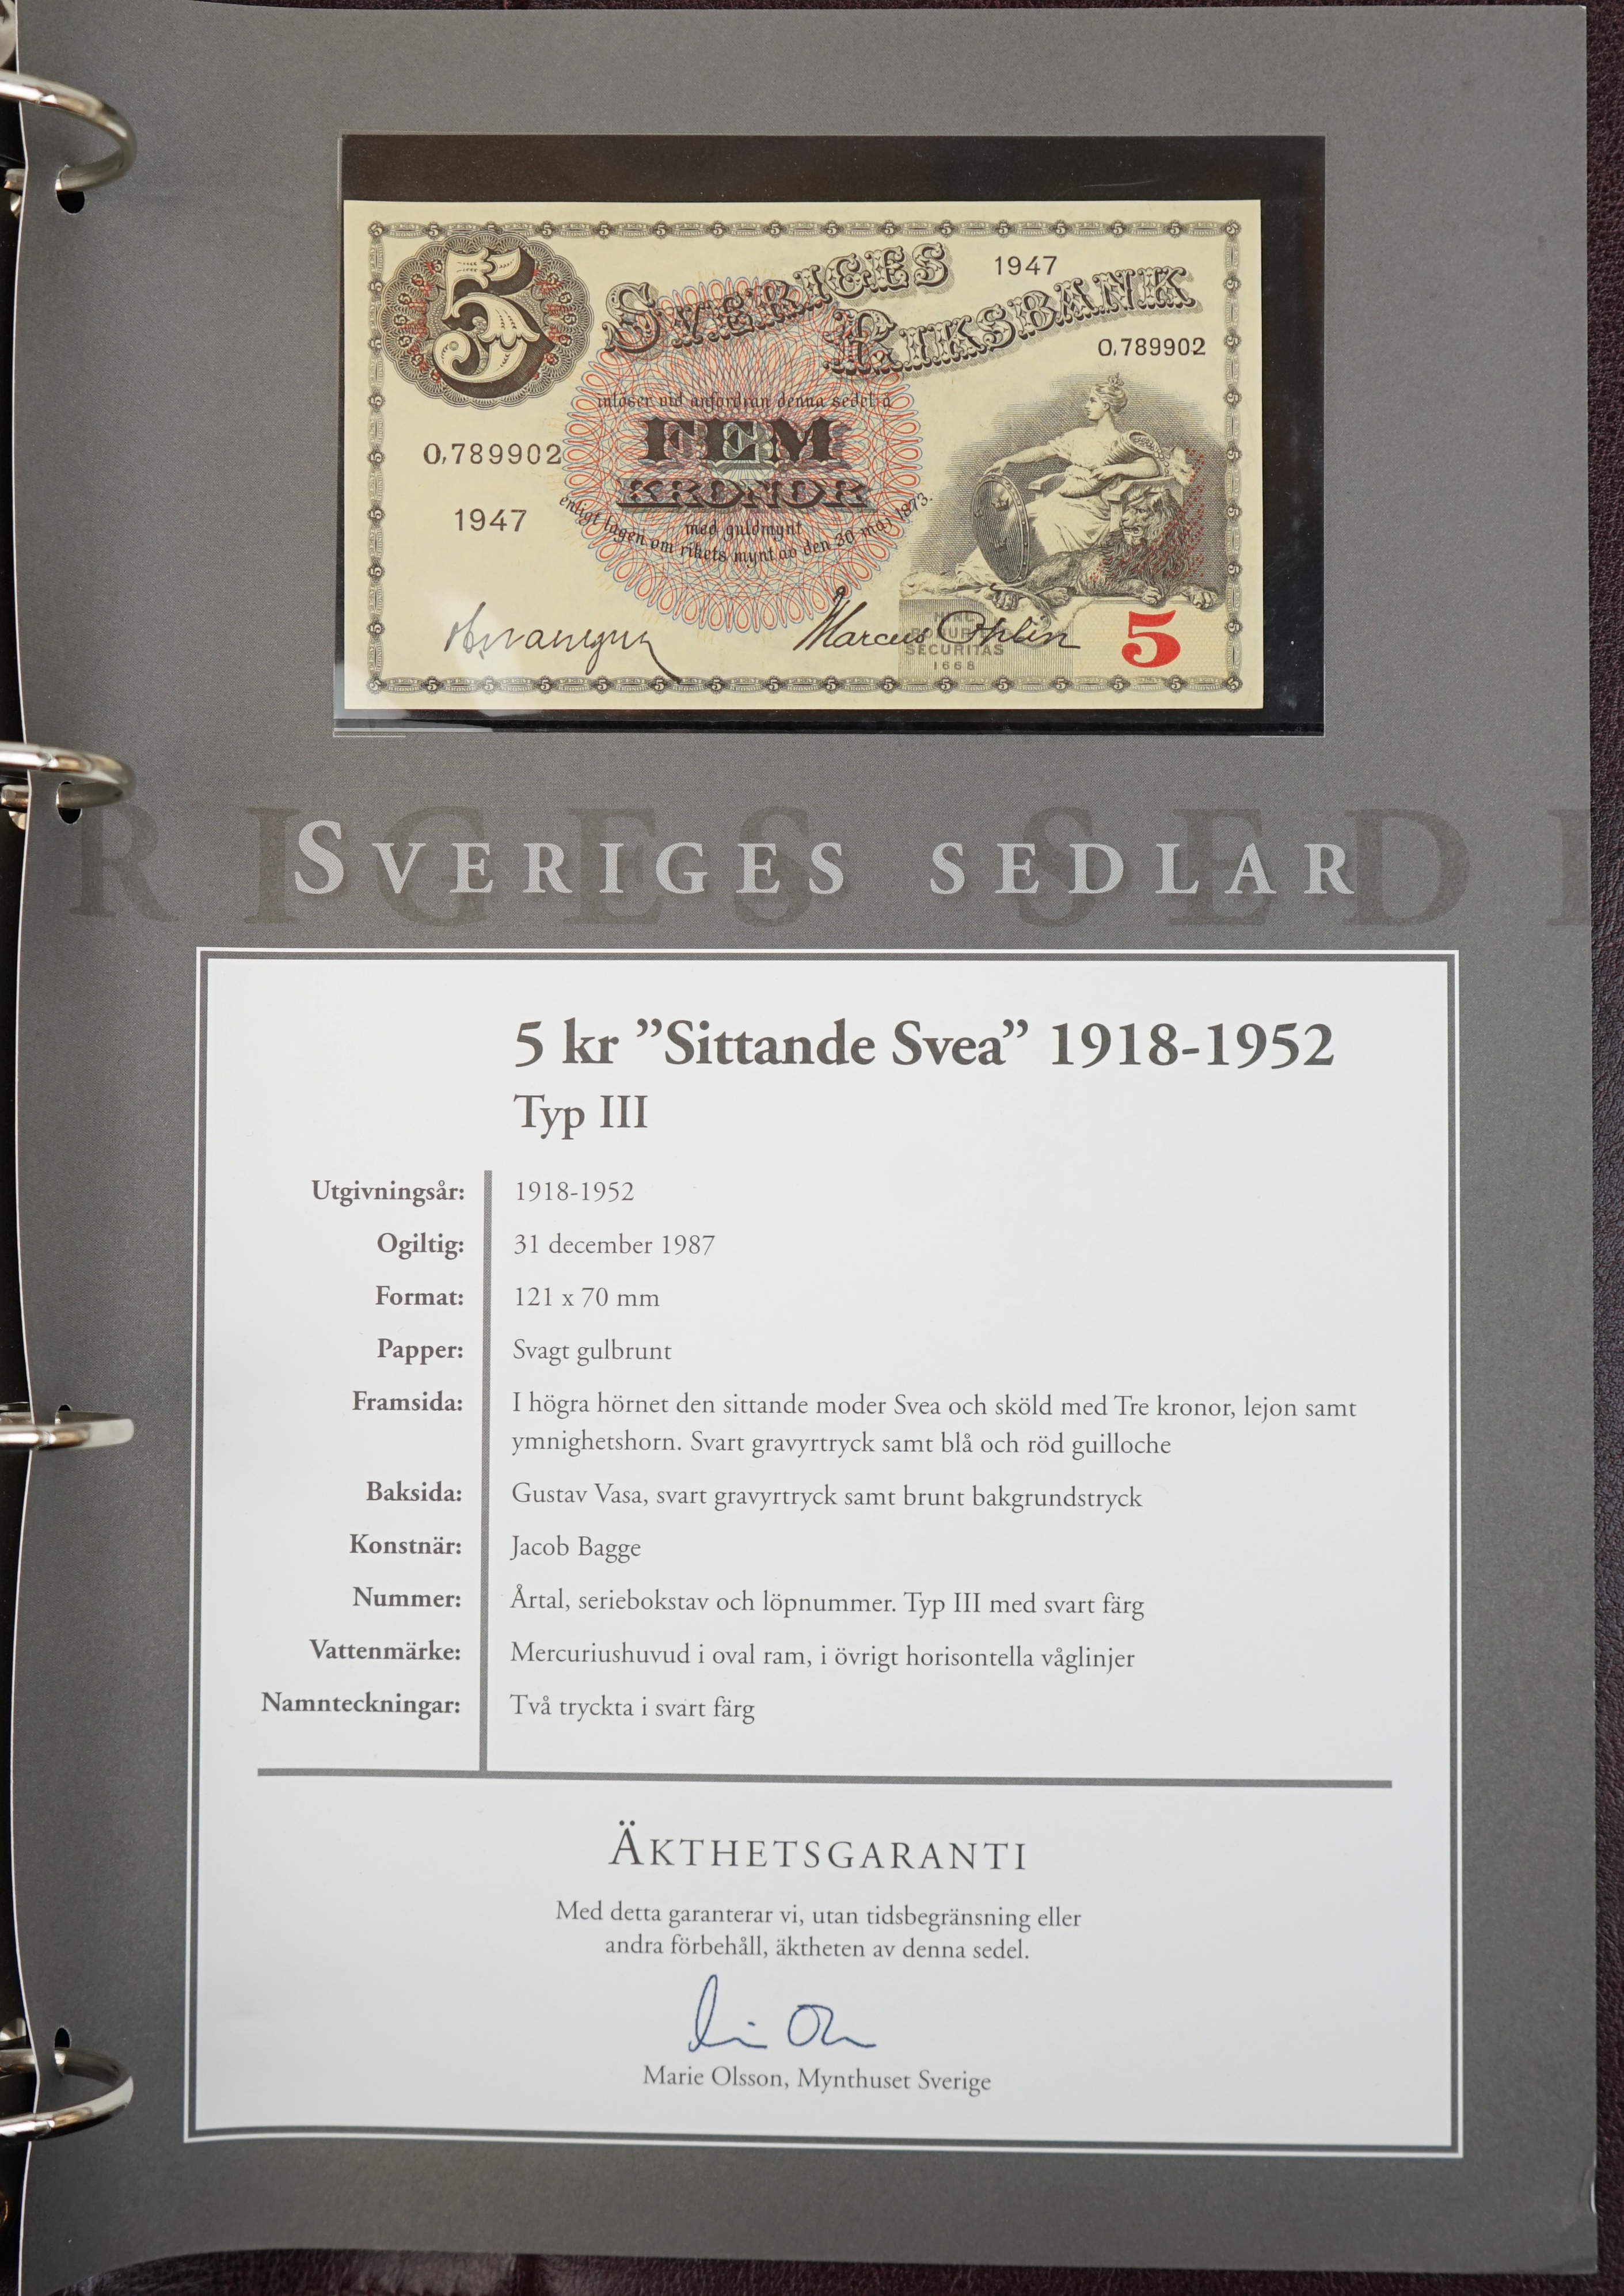 5
SVERIGES
1947
RIKSBANK
O,789902
inlöser vid anfordran denna sedel å
FEM
O,789902
KRONOR
1947
med guldmynt
enligt lagen om rikets mynt av den 30 maj 1873.
Marcus
HINC
ROBUR
SECURITAS
1668
5
SVERIGES SEDLAR
RIGES SED
5 kr ”Sittande Svea” 1918-1952
Typ III
Utgivningsår: 1918-1952
Ogiltig: 31 december 1987
Format: 121 x 70 mm
Papper: Svagt gulbrunt
Framsida: I högra hörnet den sittande moder Svea och sköld med Tre kronor, lejon samt
ymnighetshorn. Svart gravyrtryck samt blå och röd guilloche
Baksida: Gustav Vasa, svart gravyrtryck samt brunt bakgrundstryck
Konstnär: Jacob Bagge
Nummer: Årtal, seriebokstav och löpnummer. Typ III med svart färg
Vattenmärke: Mercuriushuvud i oval ram, i övrigt horisontella våglinjer
Namnteckningar: Två tryckta i svart färg
ÄKTHETSGARANTI
Med detta garanterar vi, utan tidsbegränsning eller
andra förbehåll, äktheten av denna sedel.
Marie Olsson, Mynthuset Sverige